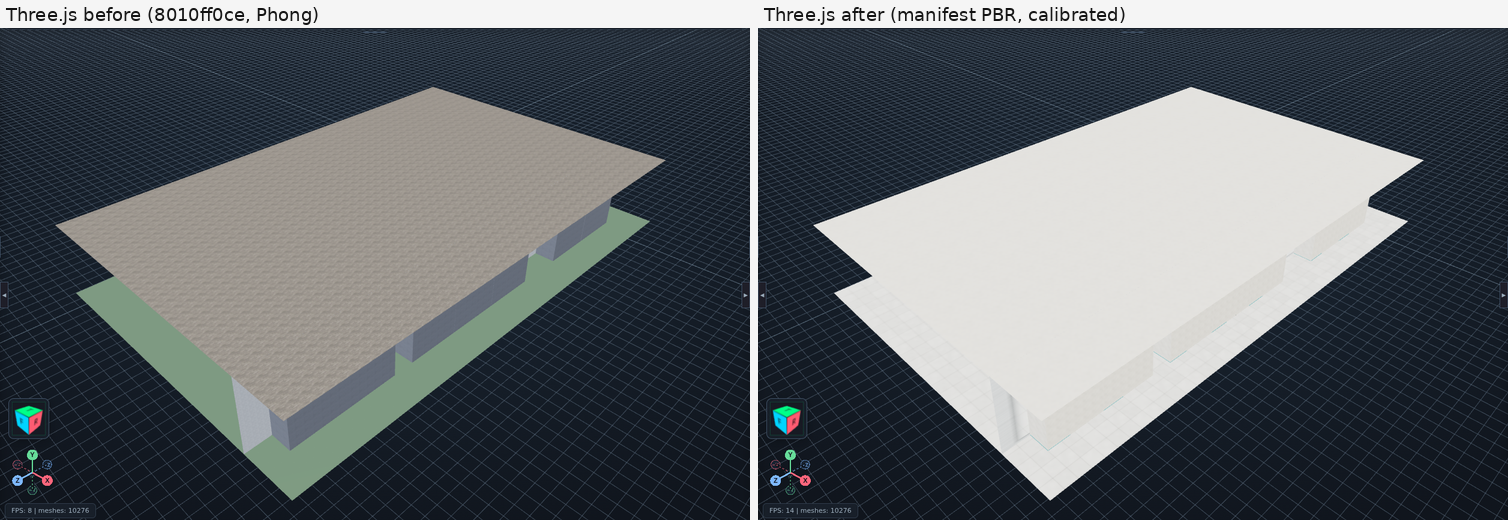 Three.js before (8010ff0ce, Phong)
Three.js after (manifest PBR, calibrated)
Y
Z
X
FPS: 8 | meshes: 10276
Y
Z
X
FPS: 14 | meshes: 10276